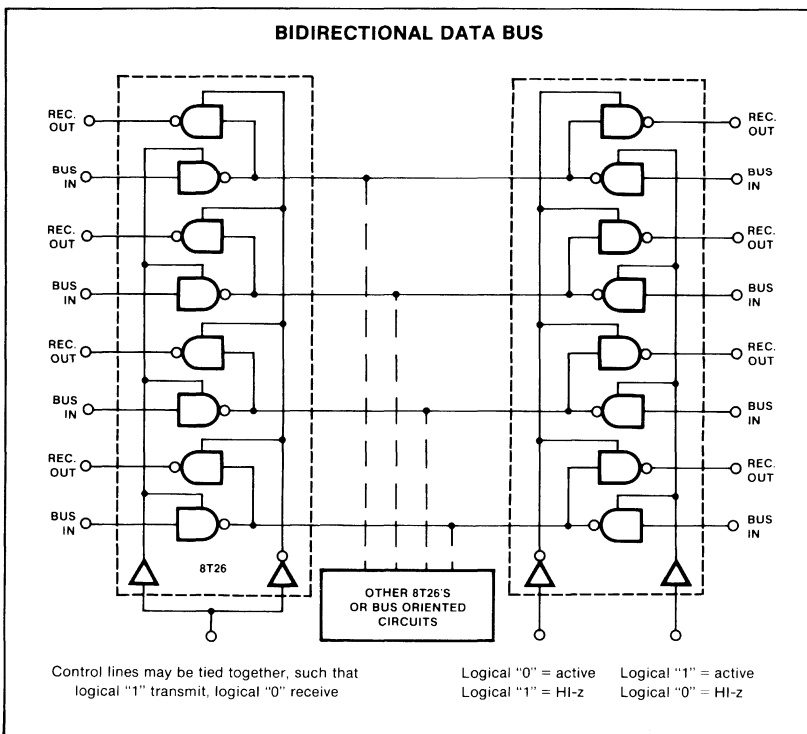 BIDIRECTIONAL DATA BUS
REC.
OUT
BUS
IN
REC.
OUT
BUS
IN
REC.
OUT
BUS
IN
REC.
OUT
BUS
IN
8T26
REC.
OUT
BUS
IN
REC.
OUT
BUS
IN
REC.
OUT
BUS
IN
REC.
OUT
BUS
IN
OTHER 8T26'S
OR BUS ORIENTED
CIRCUITS
Control lines may be tied together, such that
logical "1" transmit, logical "0" receive
Logical "0" = active
Logical "1" = HI-z
Logical "1" = active
Logical "0" = HI-z